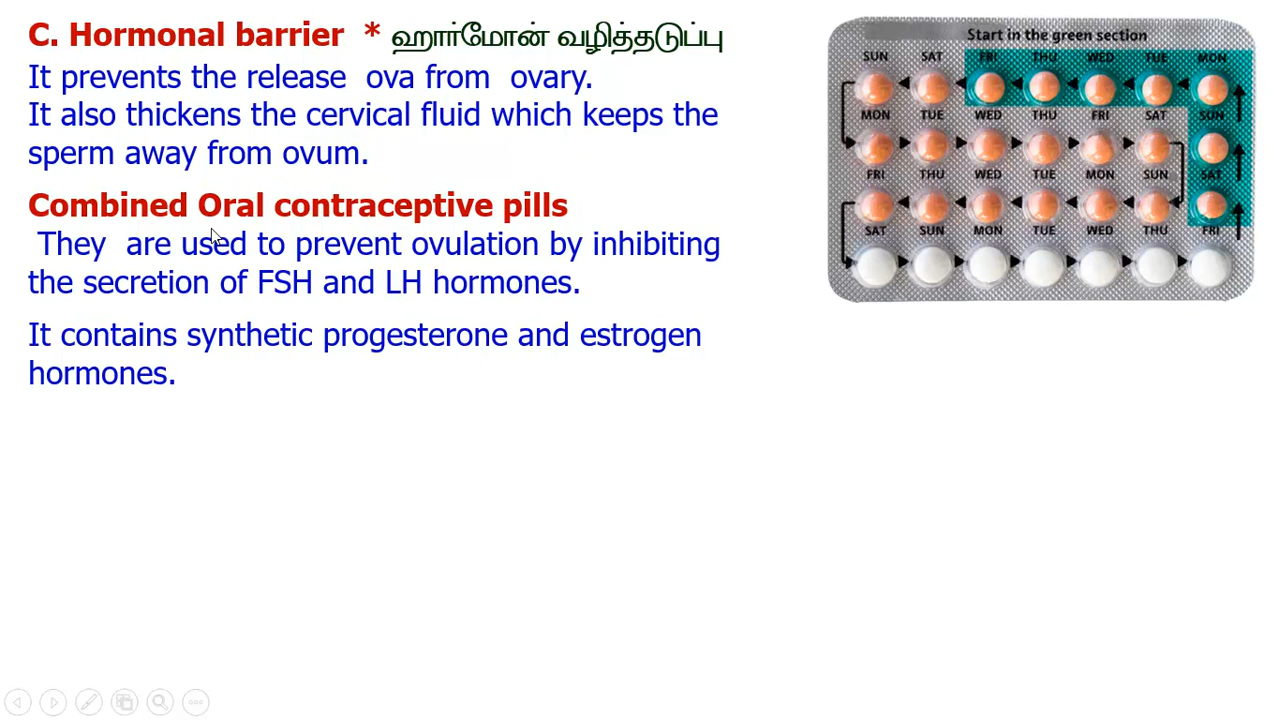 C. Hormonal barrier * ஹார்மோன் வழித்தடுப்பு
It prevents the release ova from ovary.
It also thickens the cervical fluid which keeps the
sperm away from ovum.
Combined Oral contraceptive pills
They are used to prevent ovulation by inhibiting
the secretion of FSH and LH hormones.
It contains synthetic progesterone and estrogen
hormones.
Start in the green section
SUN SAT FRI THU WED TUE MON
MON TUE WED THU FRI SAT SUN
FRI THU WED TUE MON SUN SAT
SAT SUN MON TUE WED THU FRI